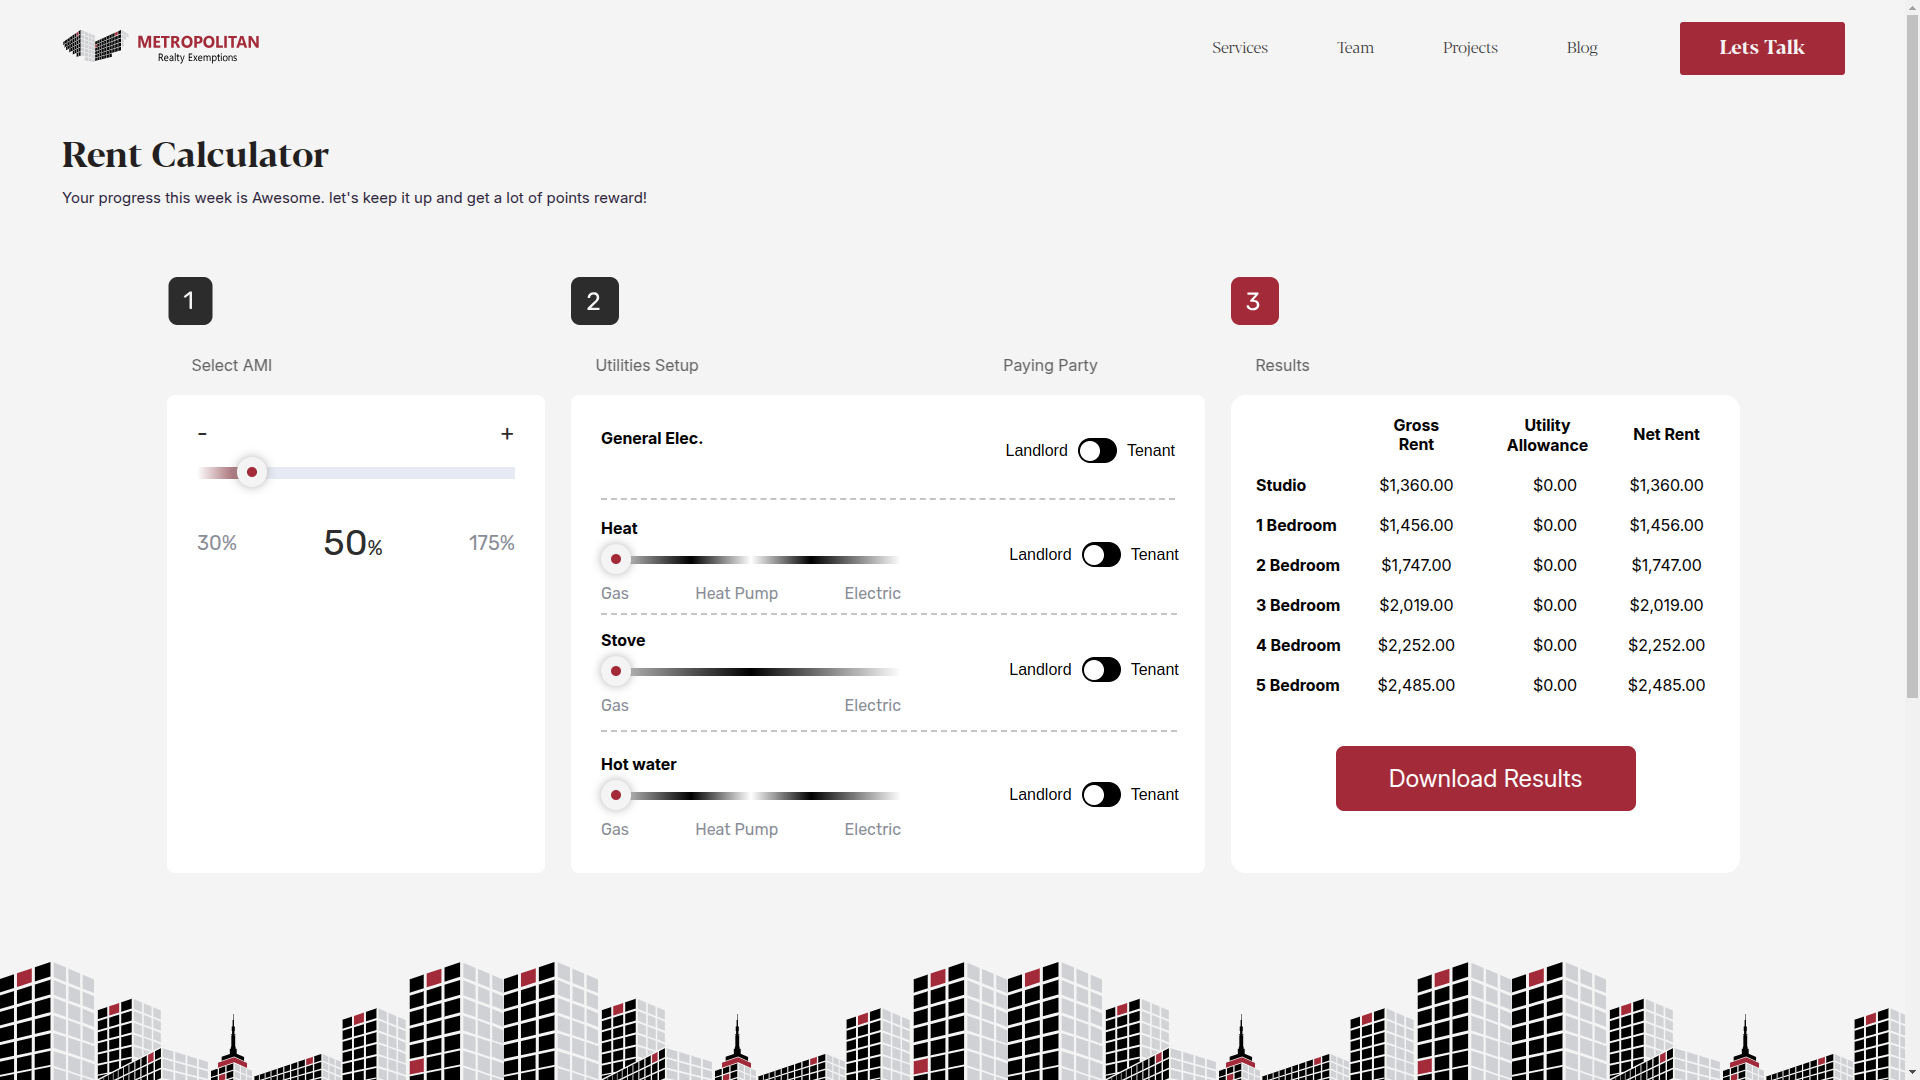 METROPOLITAN
Realty Exemptions
Services
Team
Projects
Blog
Lets Talk
Rent Calculator
Your progress this week is Awesome. let's keep it up and get a lot of points reward!
1
Select AMI
- +
30% 50% 175%
2
Utilities Setup Paying Party
General Elec.
Landlord Tenant
Heat
Landlord Tenant
Gas Heat Pump Electric
Stove
Landlord Tenant
Gas Electric
Hot water
Landlord Tenant
Gas Heat Pump Electric
3
Results
Gross Rent Utility Allowance Net Rent
Studio $1,360.00 $0.00 $1,360.00
1 Bedroom $1,456.00 $0.00 $1,456.00
2 Bedroom $1,747.00 $0.00 $1,747.00
3 Bedroom $2,019.00 $0.00 $2,019.00
4 Bedroom $2,252.00 $0.00 $2,252.00
5 Bedroom $2,485.00 $0.00 $2,485.00
Download Results